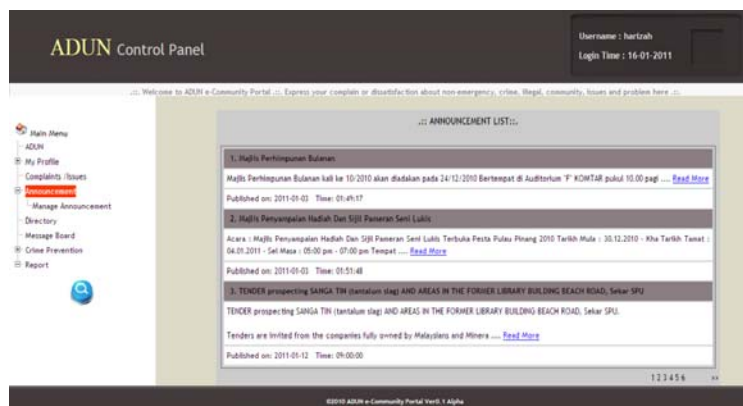 ADUN Control Panel
Username : harizah
Login Time : 16-01-2011
.::. Welcome to ADUN e-Community Portal .::. Express your complain or dissatisfaction about non-emergency, crime, illegal, community, issues and problem here .::.
Main Menu
ADUN
My Profile
Complaints /Issues
Announcement
Manage Announcement
Directory
Message Board
Crime Prevention
Report
.:: ANNOUNCEMENT LIST::.
1. Majlis Perhimpunan Bulanan
Majlis Perhimpunan Bulanan kali ke 10/2010 akan diadakan pada 24/12/2010 Bertempat di Auditorium "F" KOMTAR pukul 10.00 pagi .... Read More
Published on: 2011-01-03 Time: 01:49:17
2. Majlis Penyampaian Hadiah Dan Sijil Pameran Seni Lukis
Acara : Majlis Penyampaian Hadiah Dan Sijil Pameran Seni Lukis Terbuka Pesta Pulau Pinang 2010 Tarikh Mula : 30.12.2010 - Kha Tarikh Tamat :
04.01.2011 - Sel Masa : 05:00 pm - 07:00 pm Tempat .... Read More
Published on: 2011-01-03 Time: 01:51:48
3. TENDER prospecting SANGA TIN (tantalum slag) AND AREAS IN THE FORMER LIBRARY BUILDING BEACH ROAD, Sekar SPU
TENDER prospecting SANGA TIN (tantalum slag) AND AREAS IN THE FORMER LIBRARY BUILDING BEACH ROAD, Sekar SPU.
Tenders are invited from the companies fully owned by Malaysians and Minera .... Read More
Published on: 2011-01-12 Time: 09:00:00
1 2 3 4 5 6 >>
©2010 ADUN e-Community Portal Ver0.1 Alpha